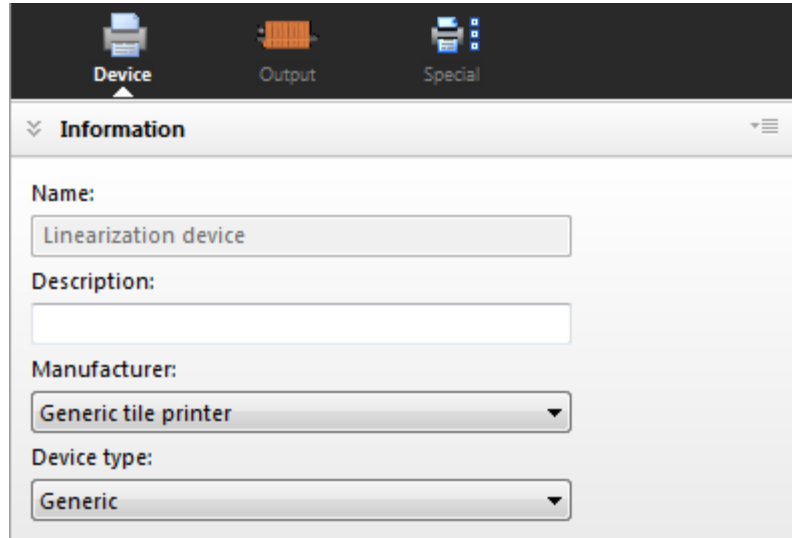 Device Output Special
Information
Name:
Linearization device
Description:
Manufacturer:
Generic tile printer
Device type:
Generic